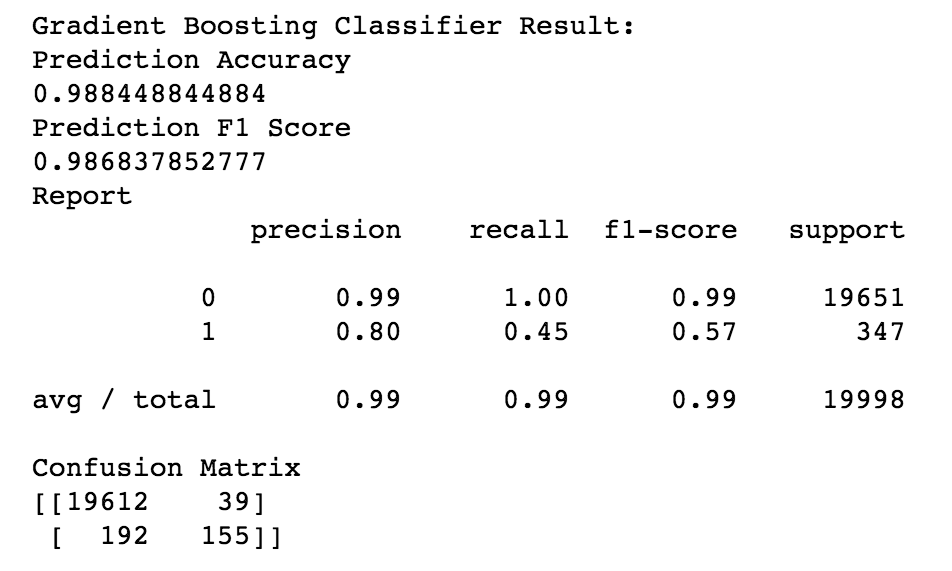 Gradient Boosting Classifier Result:
Prediction Accuracy
0.988448844884
Prediction F1 Score
0.986837852777
Report
precision recall f1-score support
0 0.99 1.00 0.99 19651
1 0.80 0.45 0.57 347
avg / total 0.99 0.99 0.99 19998
Confusion Matrix
[[19612 39]
[ 192 155]]